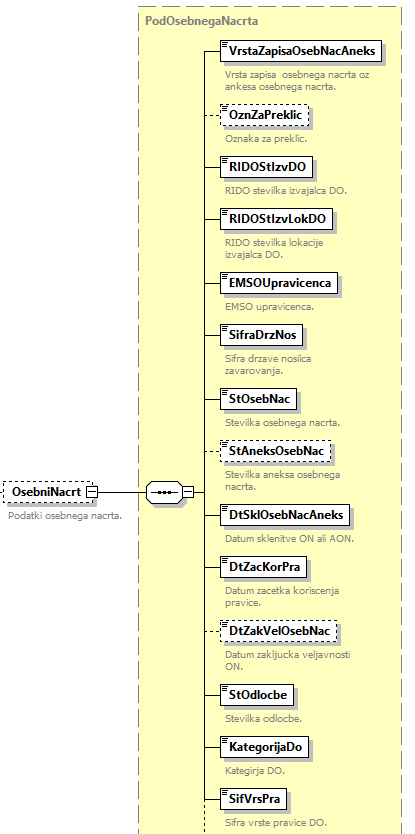 PodOsebnegaNacrta
VrstaZapisaOsebNacAneks
Vrsta zapisa  osebnega nacrta oz
ankesa osebnega nacrta.
OznZaPreklic
Oznaka za preklic.
RIDOStIzvDO
RIDO stevilka izvajalca DO.
RIDOStIzvLokDO
RIDO stevilka lokacije
izvajalca DO.
EMSOUpravicenca
EMSO upravicenca.
SifraDrzNos
Sifra drzave nosilca
zavarovanja.
StOsebNac
Stevilka osebnega nacrta.
StAneksOsebNac
Stevilka aneksa osebnega
nacrta.
OsebniNacrt
Podatki osebnega nacrta.
DtSklOsebNacAneks
Datum sklenitve ON ali AON.
DtZacKorPra
Datum zacetka koriscenja
pravice.
DtZakVelOsebNac
Datum zakljucka veljavnosti
ON.
StOdlocbe
Stevilka odlocbe.
KategorijaDo
Kategirja DO.
SifVrsPra
Sifra vrste pravice DO.